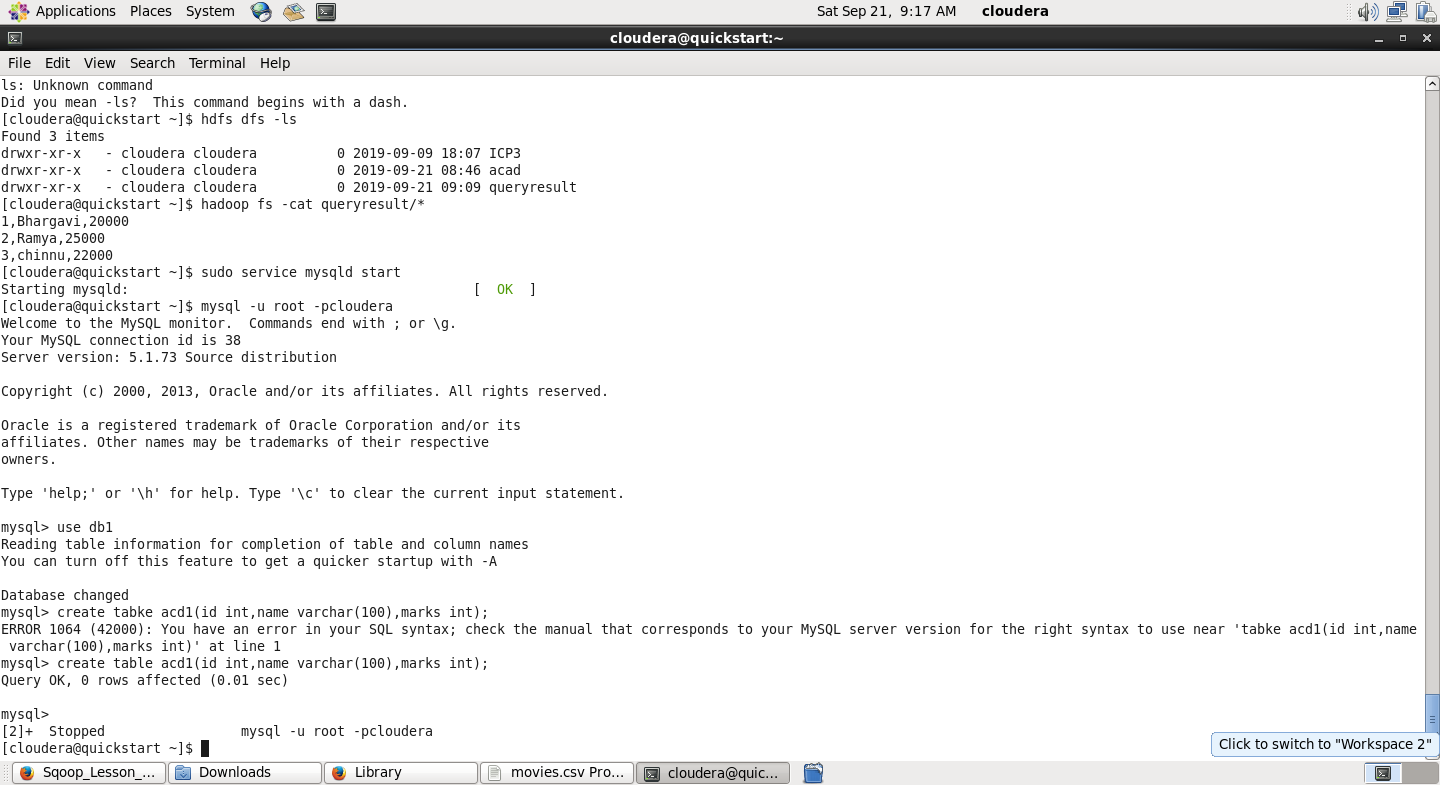 Applications Places System Sat Sep 21, 9:17 AM cloudera
cloudera@quickstart:~
File Edit View Search Terminal Help
ls: Unknown command
Did you mean -ls?  This command begins with a dash.
[cloudera@quickstart ~]$ hdfs dfs -ls
Found 3 items
drwxr-xr-x   - cloudera cloudera          0 2019-09-09 18:07 ICP3
drwxr-xr-x   - cloudera cloudera          0 2019-09-21 08:46 acad
drwxr-xr-x   - cloudera cloudera          0 2019-09-21 09:09 queryresult
[cloudera@quickstart ~]$ hadoop fs -cat queryresult/*
1,Bhargavi,20000
2,Ramya,25000
3,chinnu,22000
[cloudera@quickstart ~]$ sudo service mysqld start
Starting mysqld:                                           [  OK  ]
[cloudera@quickstart ~]$ mysql -u root -pcloudera
Welcome to the MySQL monitor.  Commands end with ; or \g.
Your MySQL connection id is 38
Server version: 5.1.73 Source distribution
Copyright (c) 2000, 2013, Oracle and/or its affiliates. All rights reserved.
Oracle is a registered trademark of Oracle Corporation and/or its
affiliates. Other names may be trademarks of their respective
owners.
Type 'help;' or '\h' for help. Type '\c' to clear the current input statement.
mysql> use db1
Reading table information for completion of table and column names
You can turn off this feature to get a quicker startup with -A
Database changed
mysql> create tabke acd1(id int,name varchar(100),marks int);
ERROR 1064 (42000): You have an error in your SQL syntax; check the manual that corresponds to your MySQL server version for the right syntax to use near 'tabke acd1(id int,name
 varchar(100),marks int)' at line 1
mysql> create table acd1(id int,name varchar(100),marks int);
Query OK, 0 rows affected (0.01 sec)
mysql>
[2]+  Stopped                 mysql -u root -pcloudera
[cloudera@quickstart ~]$
Click to switch to "Workspace 2"
Sqoop_Lesson_... Downloads Library movies.csv Pro... cloudera@quic...